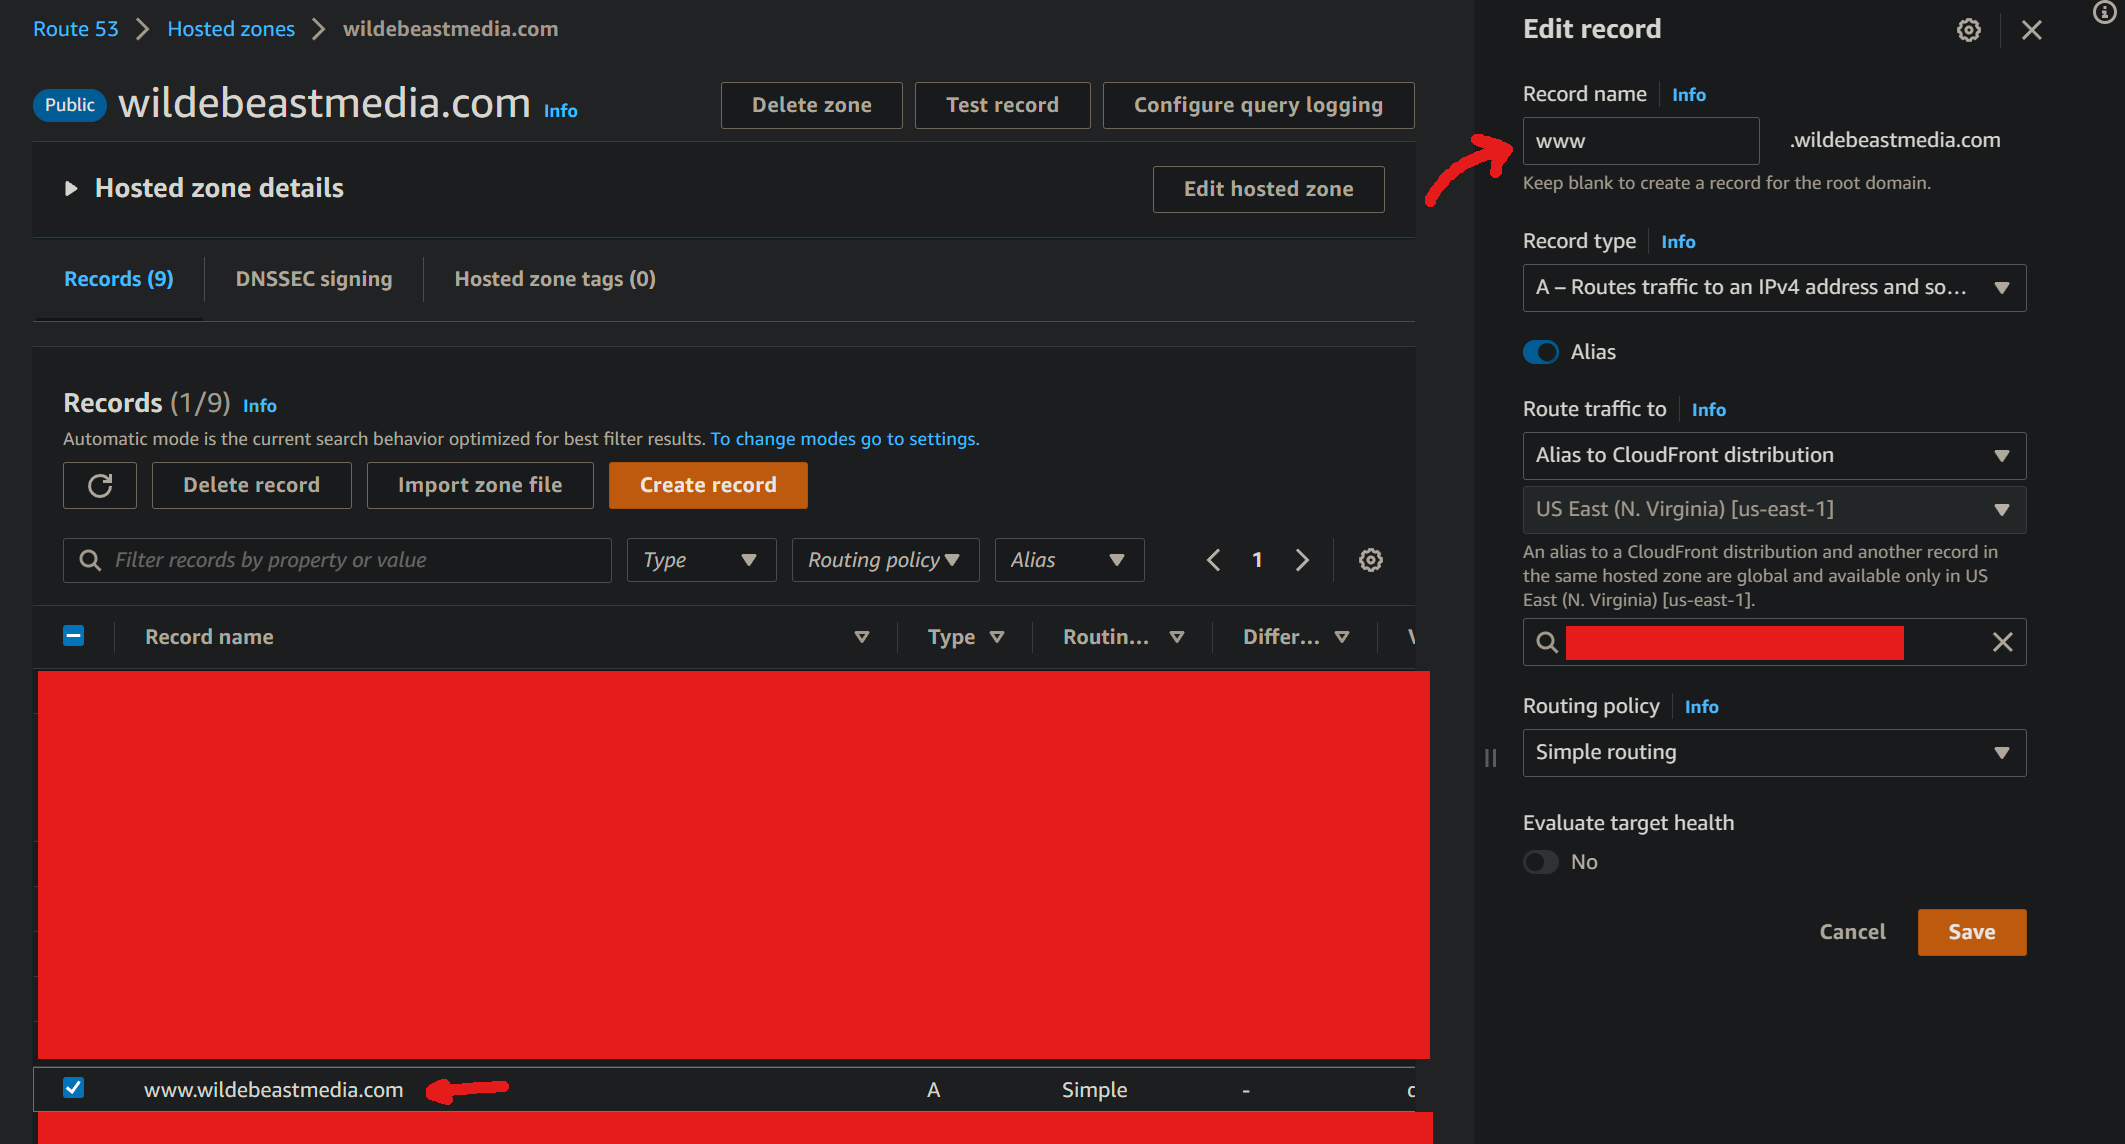 Route 53 > Hosted zones > wildebeastmedia.com
Public wildebeastmedia.com Info
Delete zone Test record Configure query logging
Hosted zone details Edit hosted zone
Records (9) DNSSEC signing Hosted zone tags (0)
Records (1/9) Info
Automatic mode is the current search behavior optimized for best filter results. To change modes go to settings.
Delete record Import zone file Create record
Filter records by property or value Type Routing policy Alias 1
Record name Type Routin... Differ...
www.wildebeastmedia.com A Simple -
Edit record
Record name Info
www .wildebeastmedia.com
Keep blank to create a record for the root domain.
Record type Info
A – Routes traffic to an IPv4 address and so...
Alias
Route traffic to Info
Alias to CloudFront distribution
US East (N. Virginia) [us-east-1]
An alias to a CloudFront distribution and another record in
the same hosted zone are global and available only in US
East (N. Virginia) [us-east-1].
Routing policy Info
Simple routing
Evaluate target health
No
Cancel Save